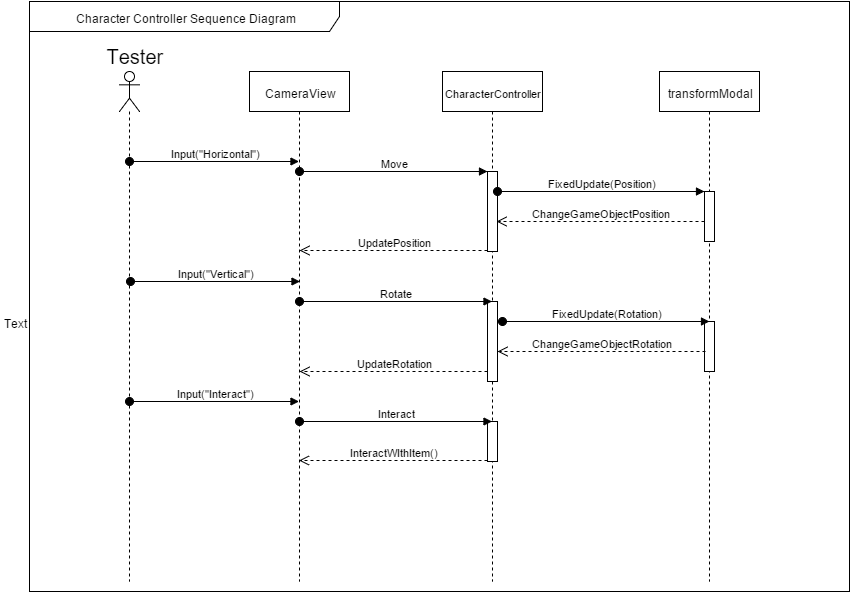 Character Controller Sequence Diagram
Tester
CameraView
CharacterController
transformModal
Input("Horizontal")
Move
FixedUpdate(Position)
ChangeGameObjectPosition
UpdatePosition
Input("Vertical")
Rotate
FixedUpdate(Rotation)
Text
ChangeGameObjectRotation
UpdateRotation
Input("Interact")
Interact
InteractWIthItem()